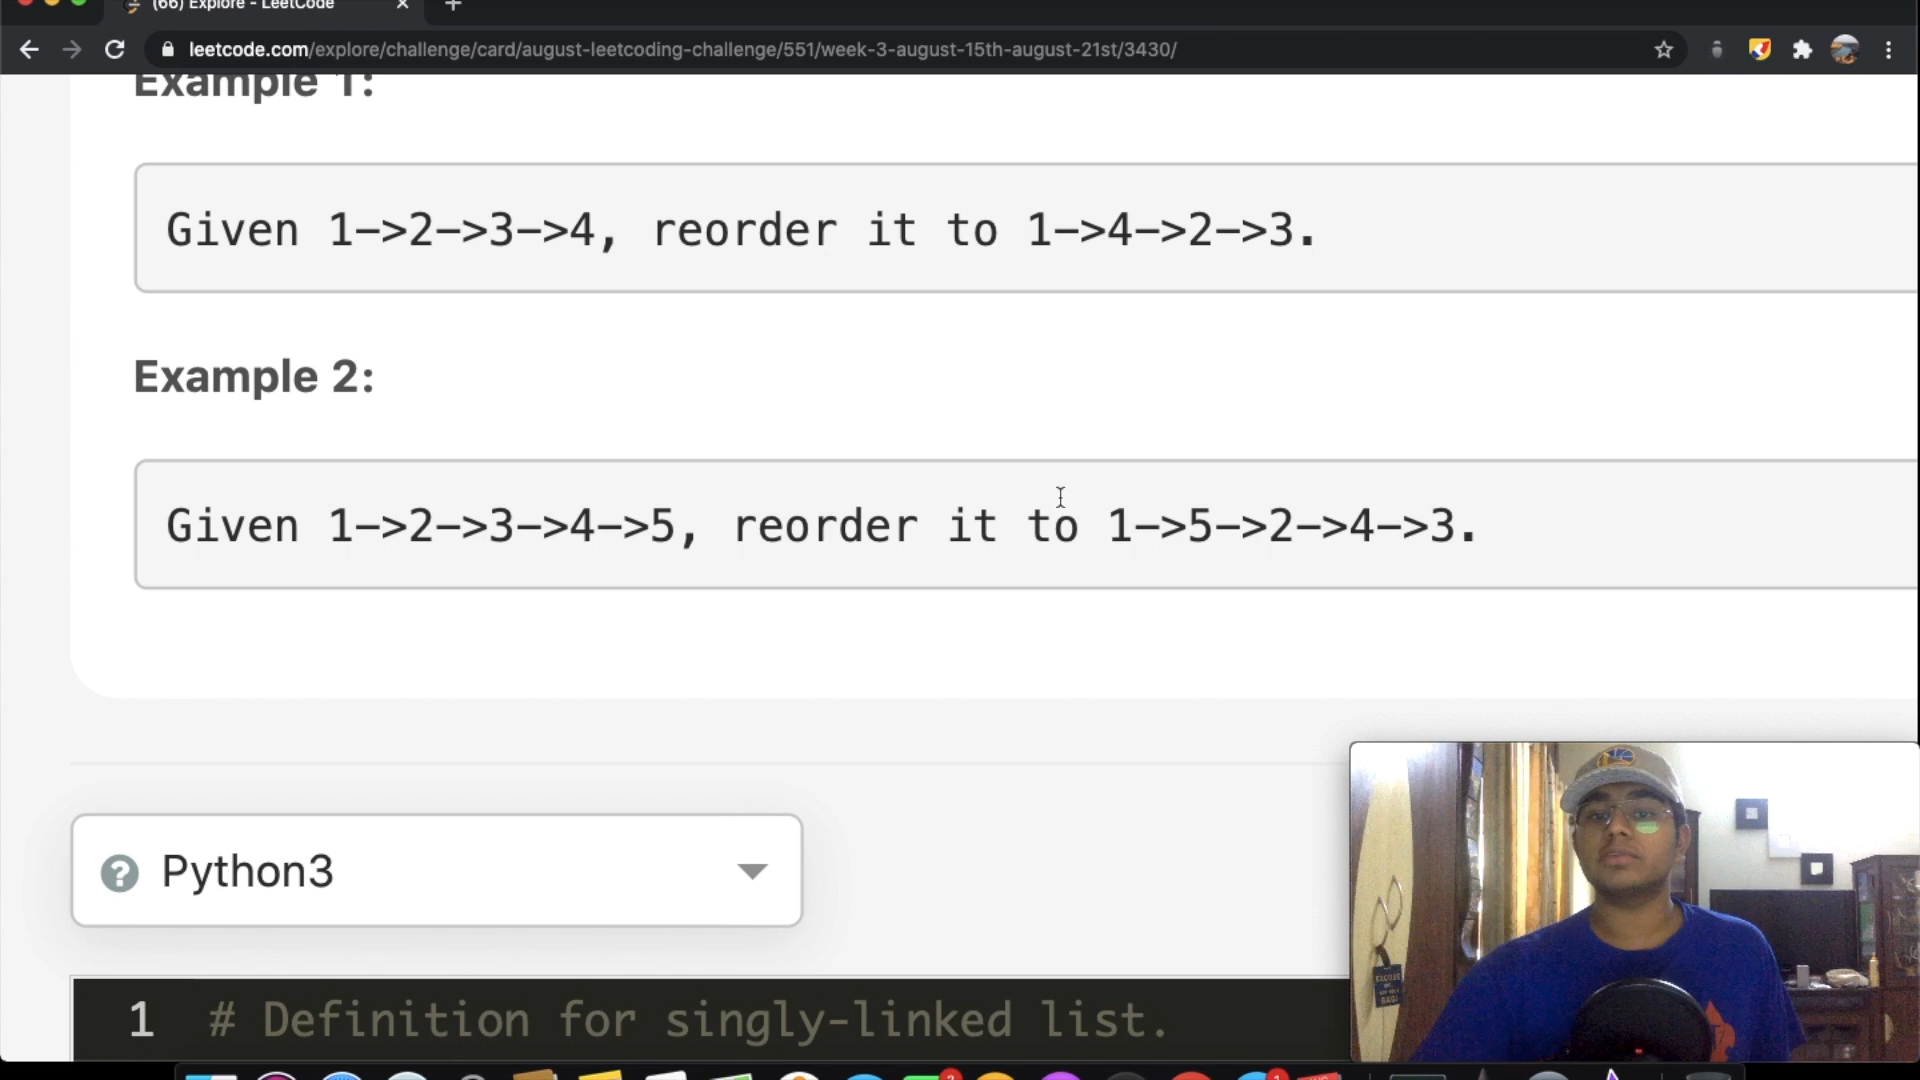 (66) Explore - LeetCode
leetcode.com/explore/challenge/card/august-leetcoding-challenge/551/week-3-august-15th-august-21st/3430/
Example 1:
Given 1->2->3->4, reorder it to 1->4->2->3.
Example 2:
Given 1->2->3->4->5, reorder it to 1->5->2->4->3.
? Python3
1 # Definition for singly-linked list.